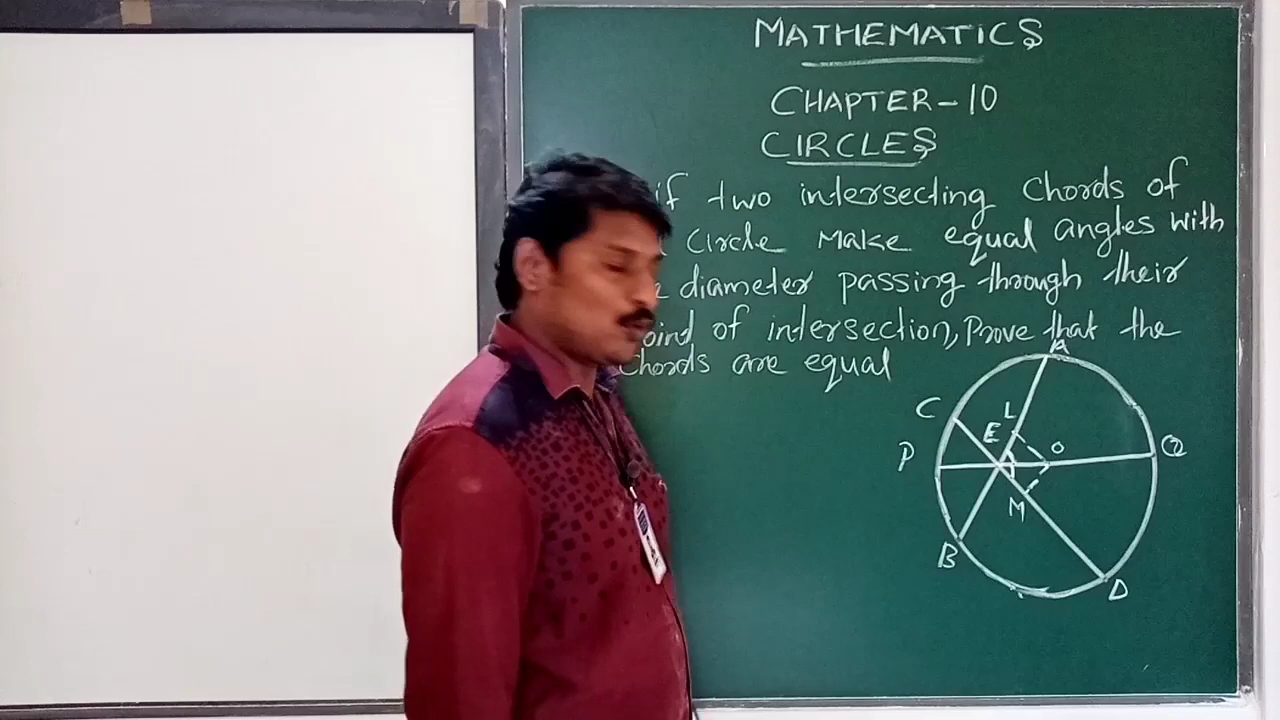 MATHEMATICS
CHAPTER-10
CIRCLES
If two intersecting Chords of
Circle Make equal angles with
diameter passing through their
of intersection, Prove that the
Chords are equal
A
C
L
E
O
P
Q
M
B
D